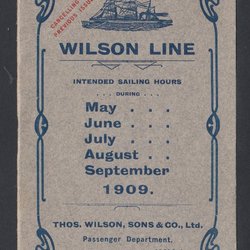 CANCELLING
PREVIOUS ISSUES
WILSON LINE
INTENDED SAILING HOURS
DURING
May . . .
June . . .
July . . .
August . .
September
1909.
THOS. WILSON, SONS & CO., Ltd.
Passenger Department.